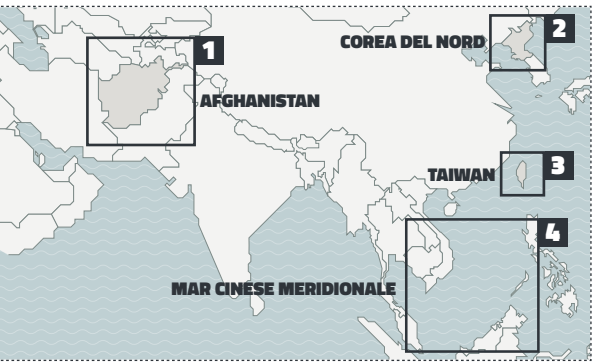 1
AFGHANISTAN
COREA DEL NORD
2
TAIWAN
3
4
MAR CINESE MERIDIONALE